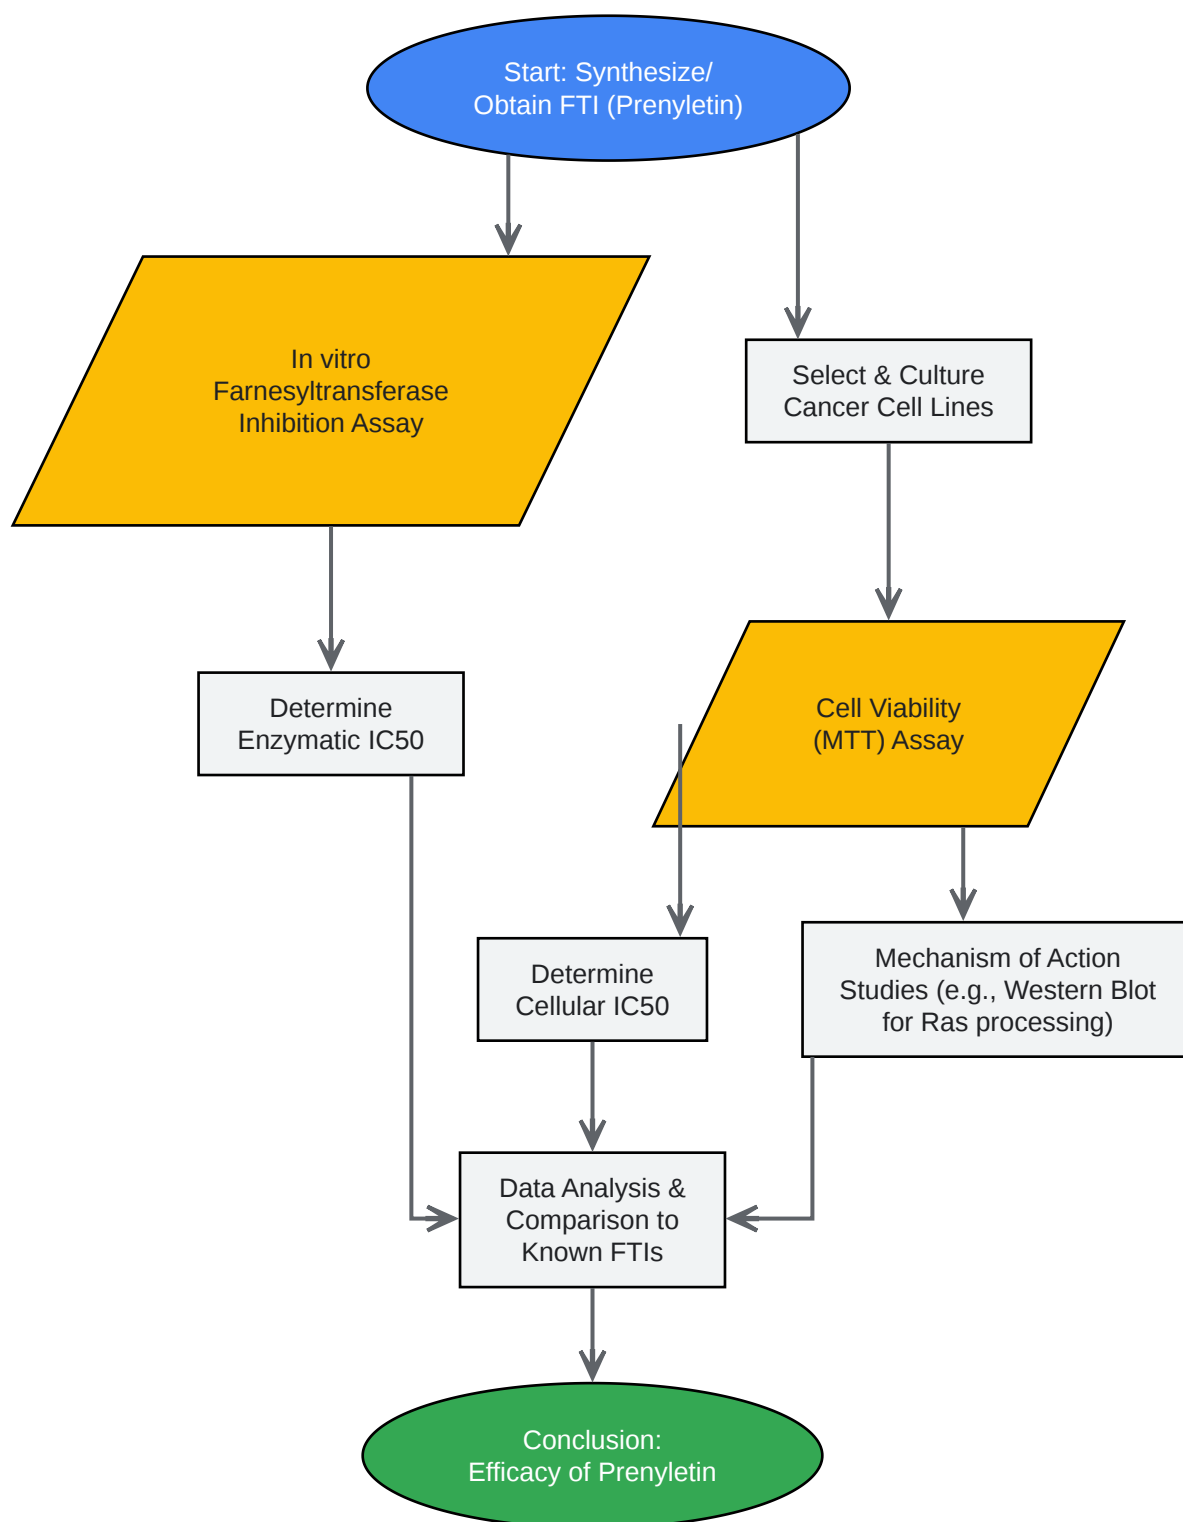 Start: Synthesize/
Obtain FTI (Prenyletin)
In vitro
Farnesyltransferase
Inhibition Assay
Select & Culture
Cancer Cell Lines
Determine
Enzymatic IC50
Cell Viability
(MTT) Assay
Determine
Cellular IC50
Mechanism of Action
Studies (e.g., Western Blot
for Ras processing)
Data Analysis &
Comparison to
Known FTIs
Conclusion:
Efficacy of Prenyletin